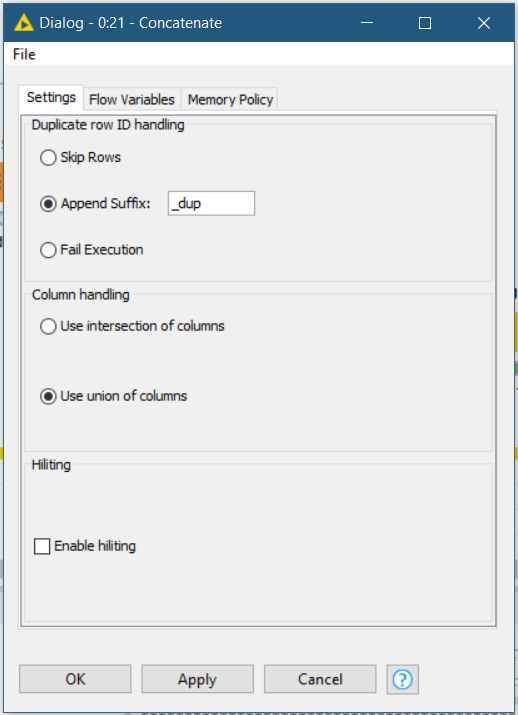 Dialog - 0:21 - Concatenate
File
Settings Flow Variables Memory Policy
Duplicate row ID handling
Skip Rows
Append Suffix: _dup
Fail Execution
Column handling
Use intersection of columns
Use union of columns
Hiliting
Enable hiliting
OK Apply Cancel ?